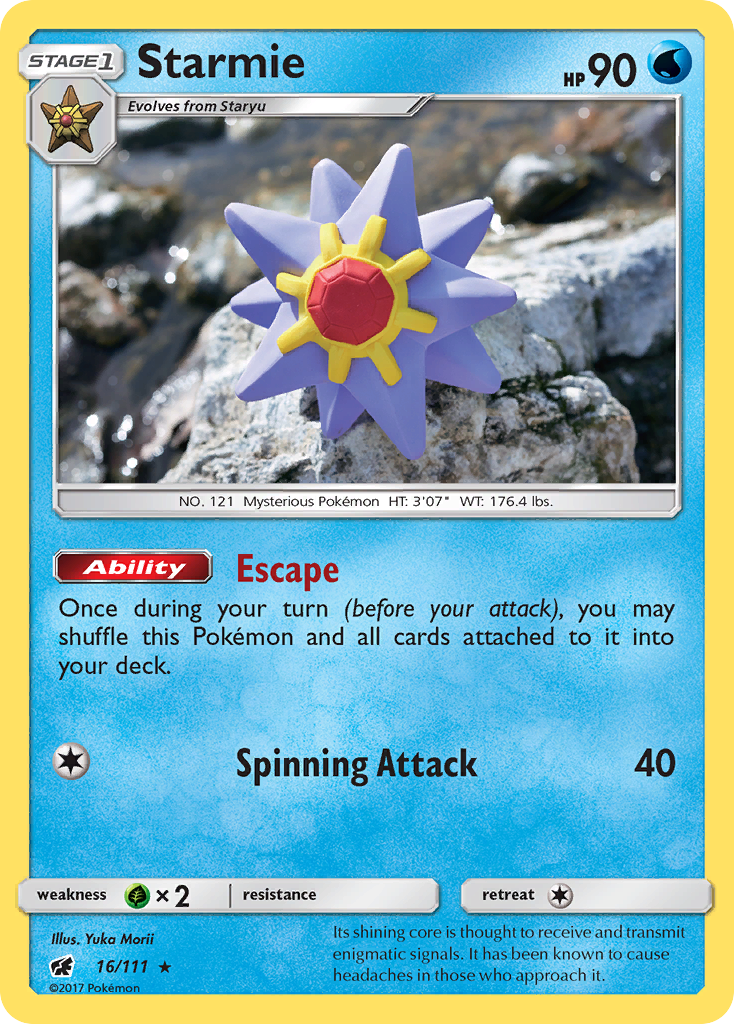 STAGE1
Starmie
HP90
Evolves from Staryu
NO. 121 Mysterious Pokémon HT: 3'07" WT: 176.4 lbs.
Ability Escape
Once during your turn (before your attack), you may
shuffle this Pokémon and all cards attached to it into
your deck.
Spinning Attack 40
weakness ×2 resistance retreat
Illus. Yuka Morii
16/111 ★
©2017 Pokémon
Its shining core is thought to receive and transmit
enigmatic signals. It has been known to cause
headaches in those who approach it.